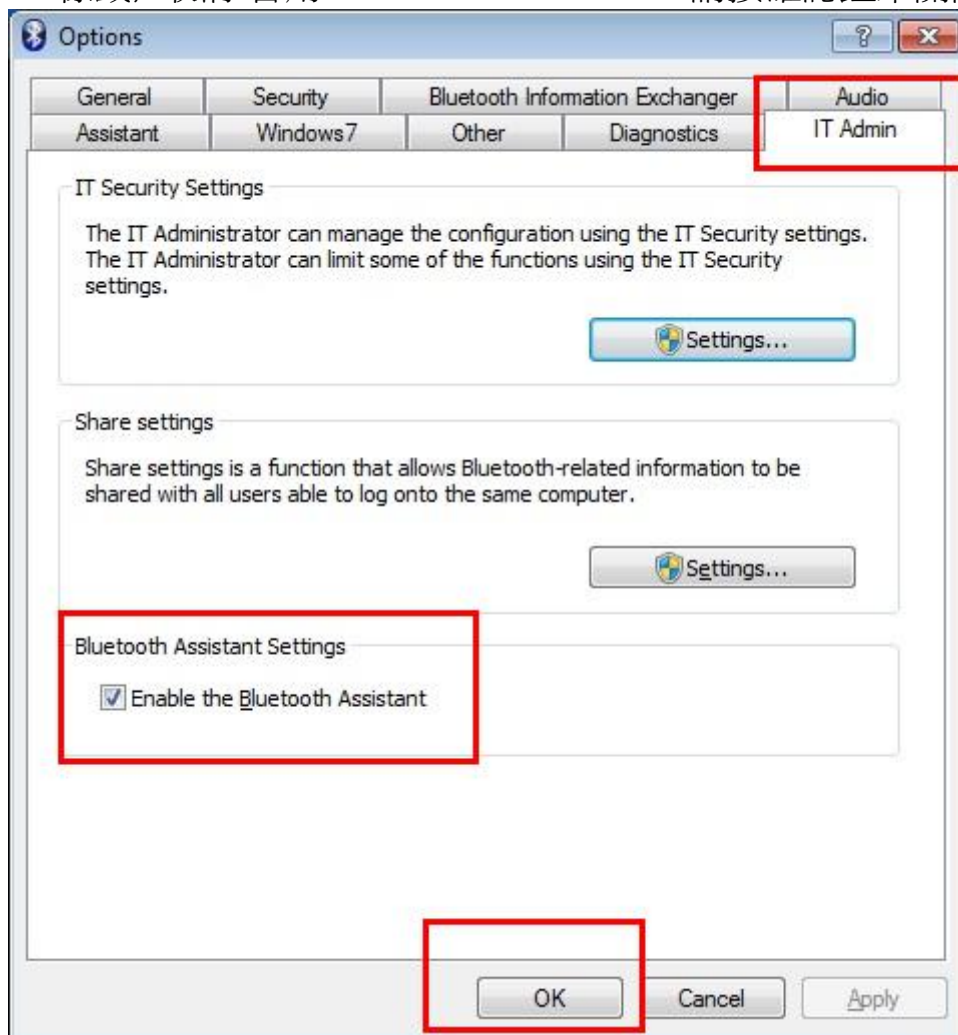 Options
General Security Bluetooth Information Exchanger Audio
Assistant Windows7 Other Diagnostics IT Admin
IT Security Settings
The IT Administrator can manage the configuration using the IT Security settings.
The IT Administrator can limit some of the functions using the IT Security
settings.
Settings...
Share settings
Share settings is a function that allows Bluetooth-related information to be
shared with all users able to log onto the same computer.
Settings...
Bluetooth Assistant Settings
Enable the Bluetooth Assistant
OK Cancel Apply